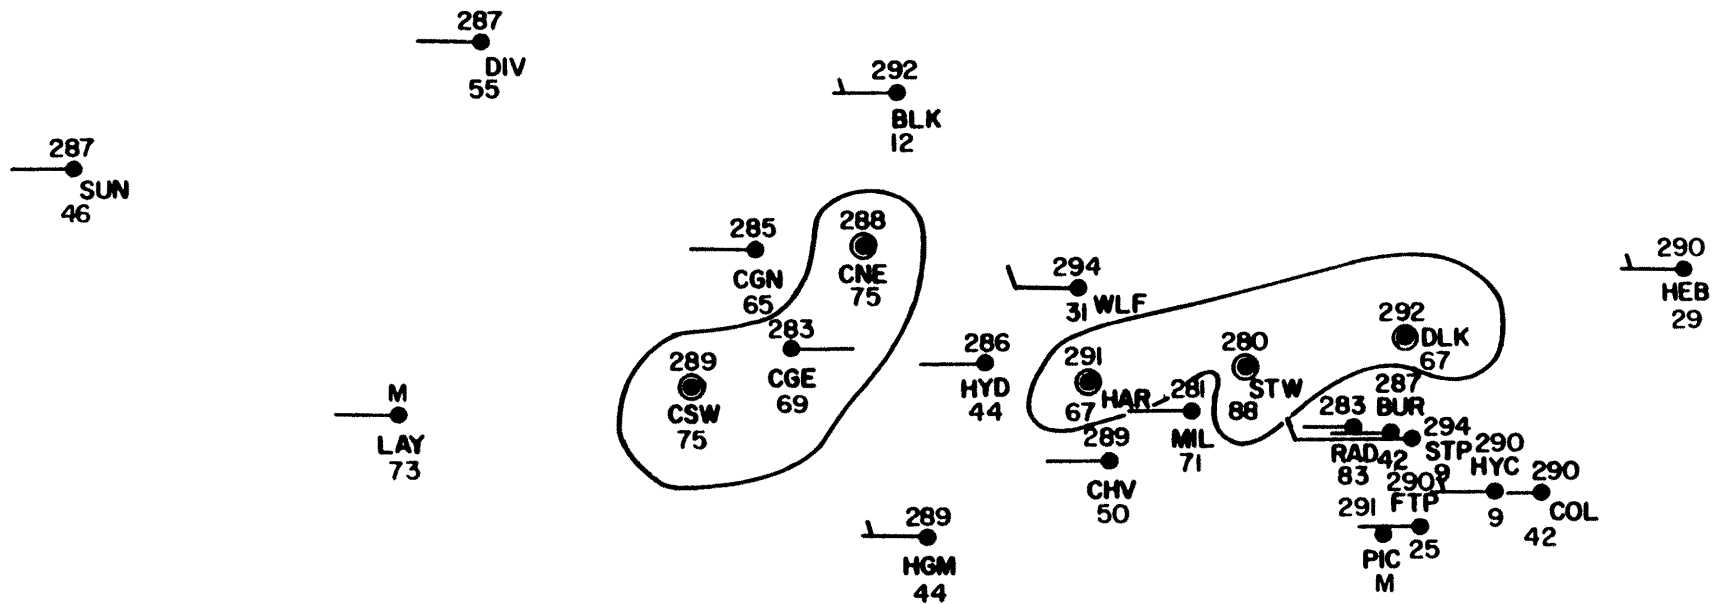 287
DIV
55
292
BLK
12
287
SUN
46
285
CGN
65
288
CNE
75
283
CGE
69
289
CSW
75
M
LAY
73
294
WLF
31
286
HYD
44
291
HAR
67
281
MIL
71
280
STW
88
292
DLK
67
290
HEB
29
289
CHV
50
289
HGM
44
287
BUR
42
283
RAD
83
294
STP
9
290
HYC
9
290
COL
42
290
FTP
25
291
PIC
M